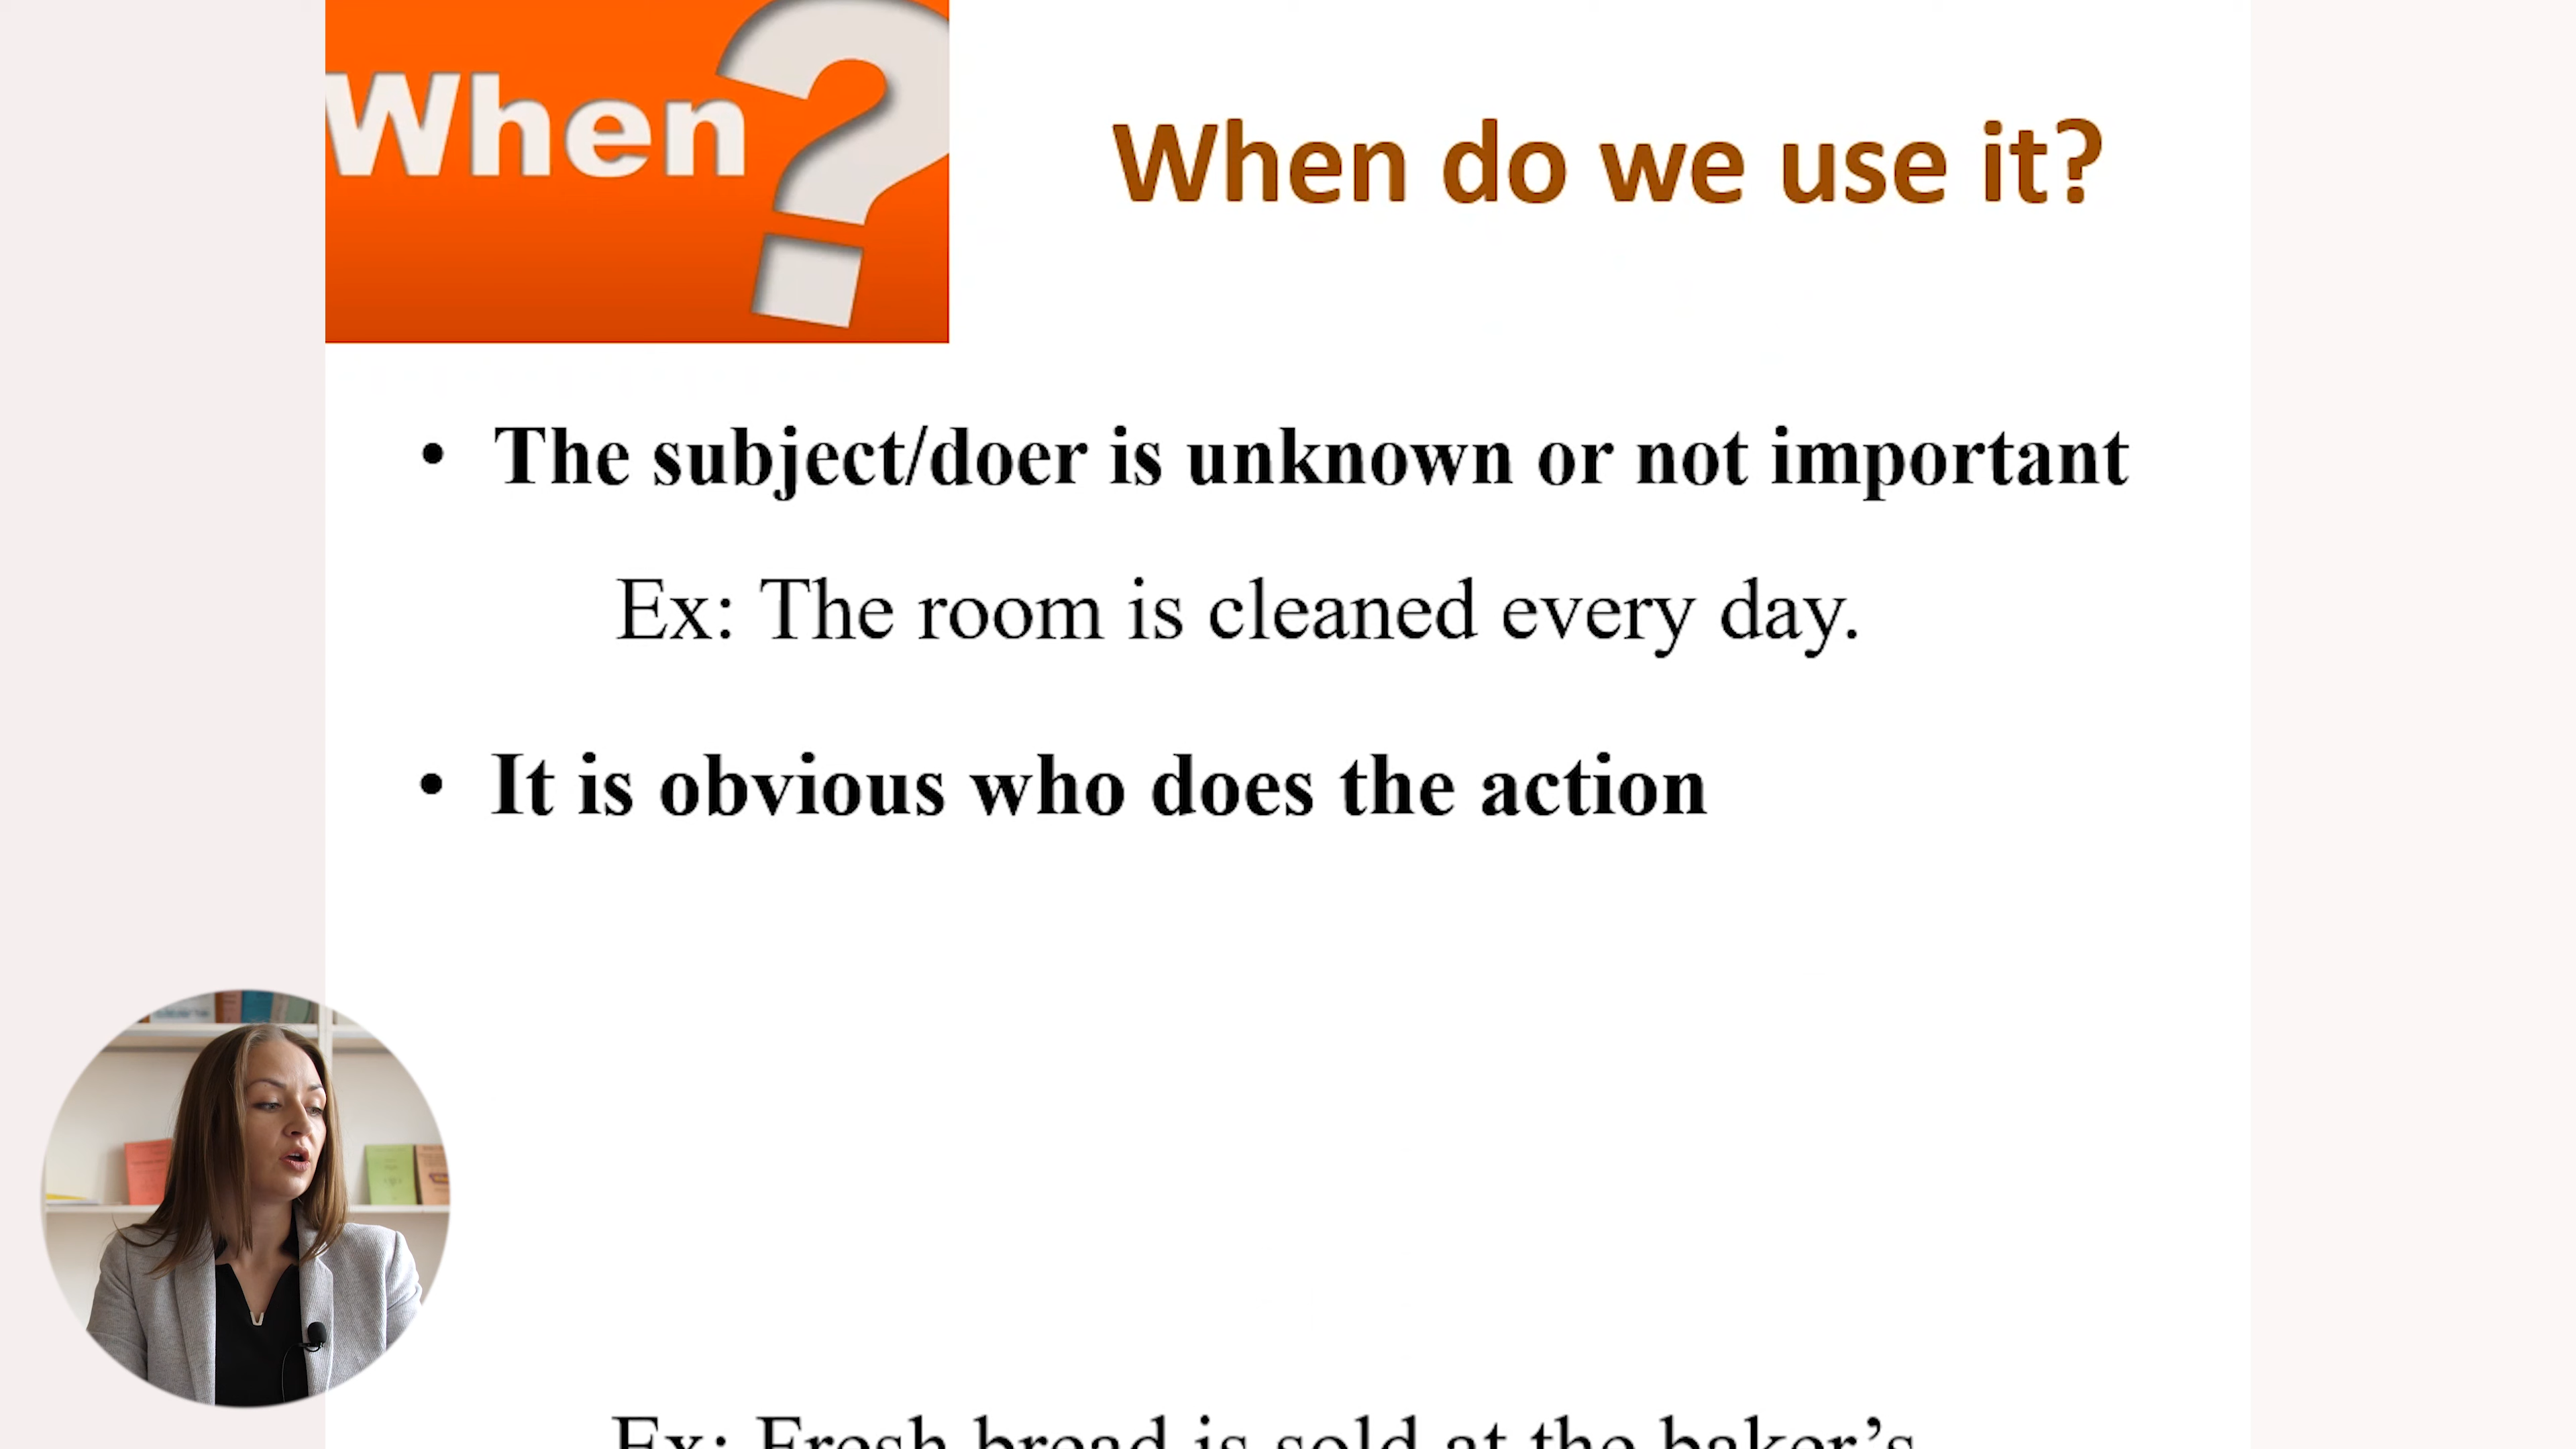 When?
When do we use it?
• The subject/doer is unknown or not important
Ex: The room is cleaned every day.
• It is obvious who does the action
Ex: Fresh bread is sold at the baker’s